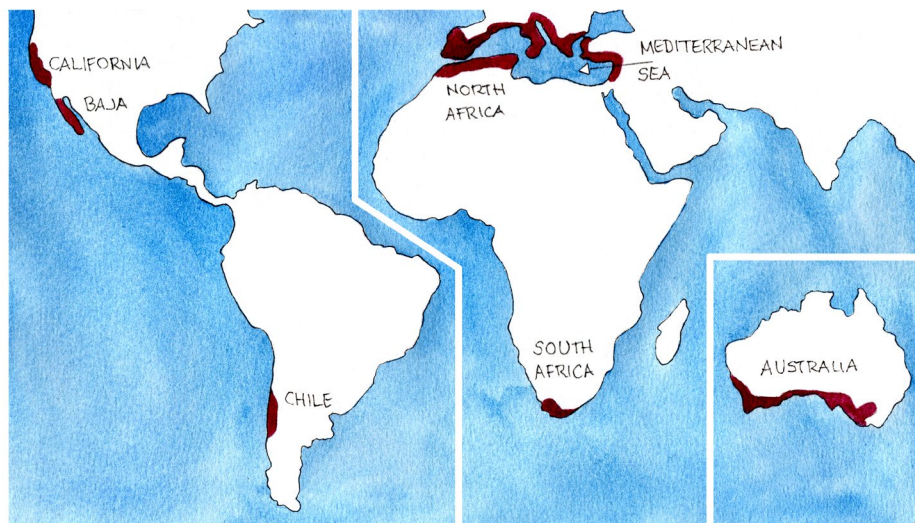 CALIFORNIA
BAJA
CHILE
MEDITERRANEAN
SEA
NORTH
AFRICA
SOUTH
AFRICA
AUSTRALIA